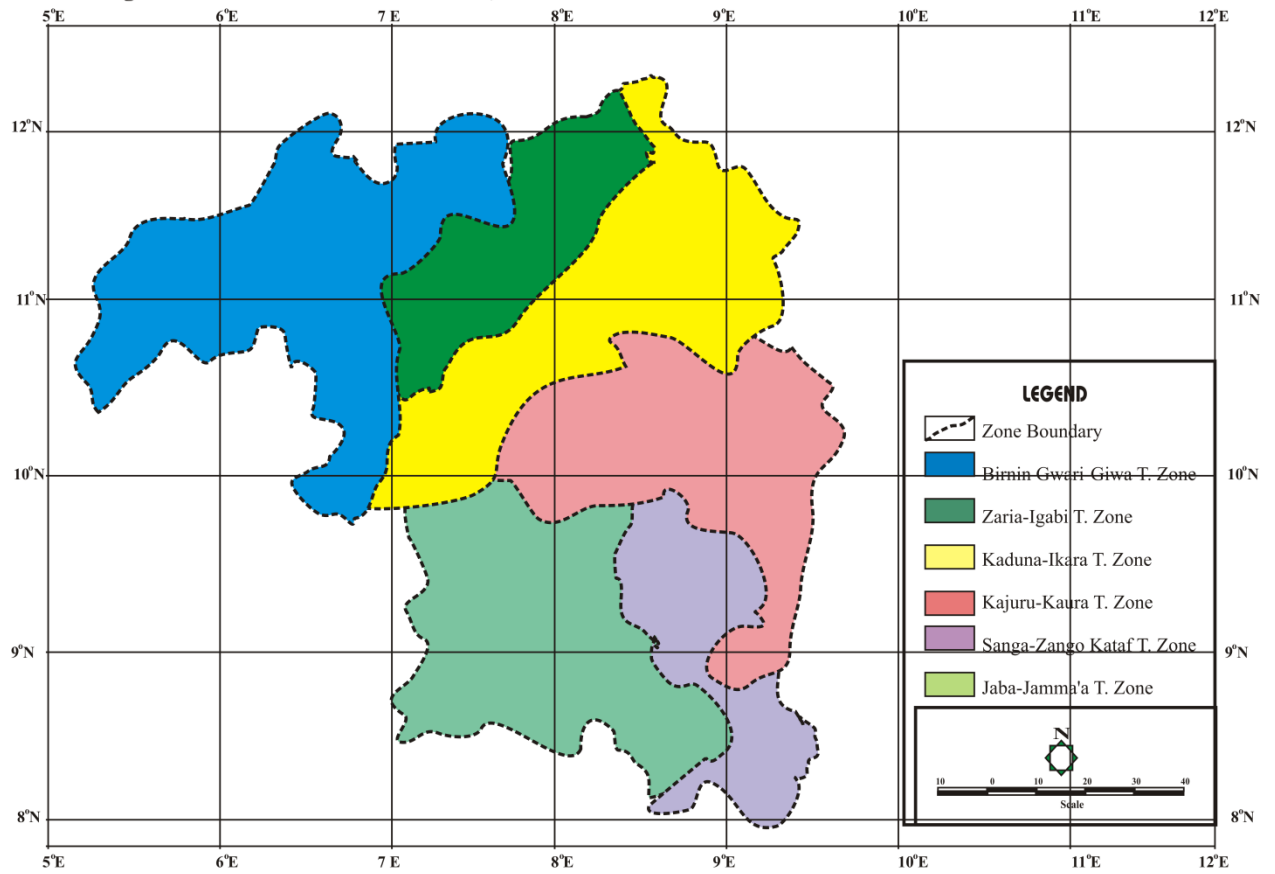 5°E 6°E 7°E 8°E 9°E 10°E 11°E 12°E
12°N 12°N
11°N 11°N
LEGEND
Zone Boundary
Birnin Gwari-Giwa T. Zone
10°N 10°N
Zaria-Igabi T. Zone
Kaduna-Ikara T. Zone
Kajuru-Kaura T. Zone
Sanga-Zango Kataf T. Zone
9°N 9°N
Jaba-Jamma'a T. Zone
N
10 0 10 20 30 40
Scale
8°N 8°N
5°E 6°E 7°E 8°E 9°E 10°E 11°E 12°E